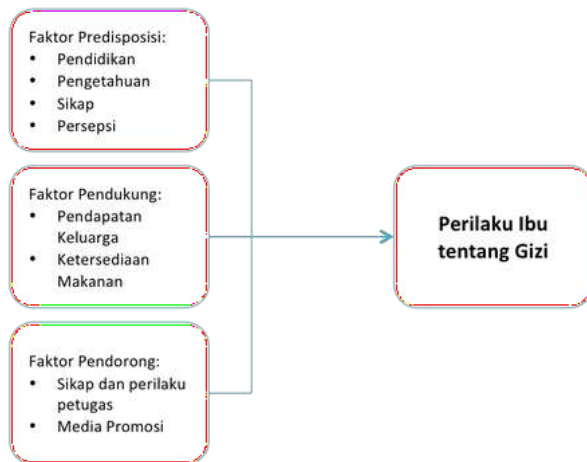 Faktor Predisposisi:
• Pendidikan
• Pengetahuan
• Sikap
• Persepsi
Faktor Pendukung:
• Pendapatan
Keluarga
• Ketersediaan
Makanan
Faktor Pendorong:
• Sikap dan perilaku
petugas
• Media Promosi
Perilaku Ibu
tentang Gizi